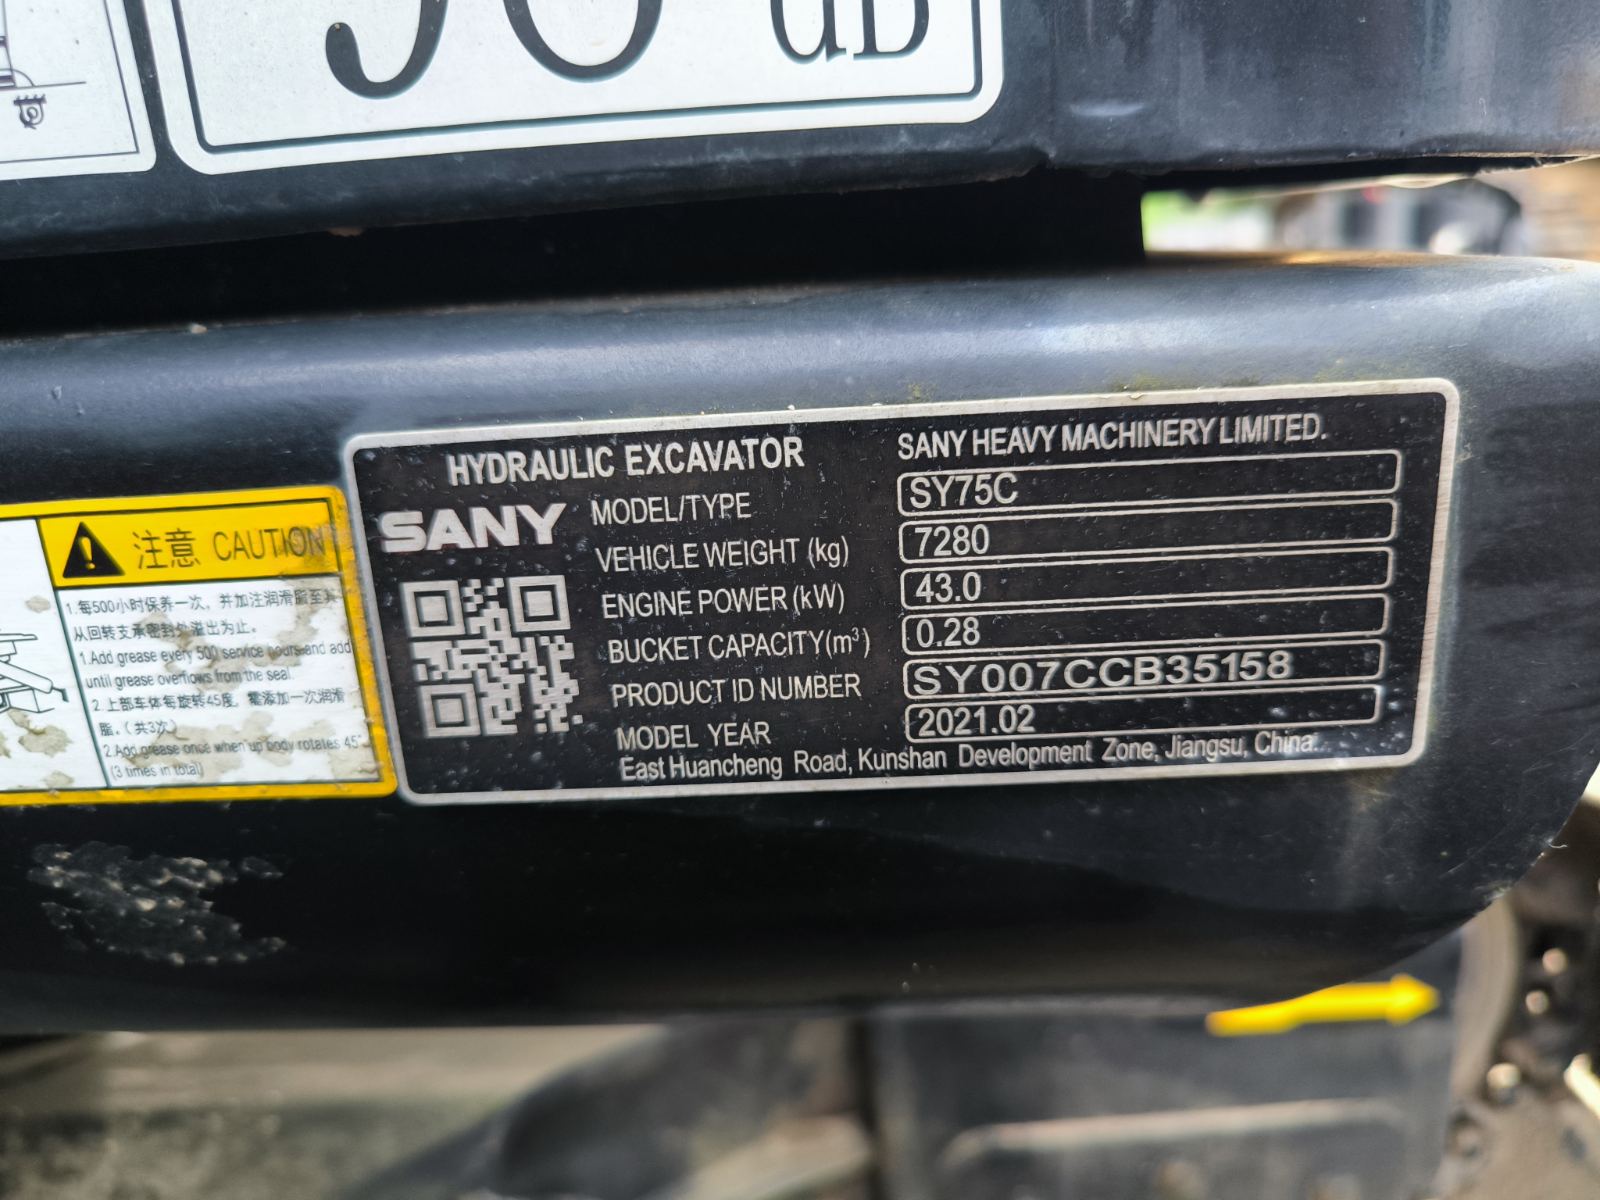 dB
HYDRAULIC EXCAVATOR
SANY HEAVY MACHINERY LIMITED.
SANY
MODEL/TYPE SY75C
VEHICLE WEIGHT (kg) 7280
ENGINE POWER (kW) 43.0
BUCKET CAPACITY(m³) 0.28
PRODUCT ID NUMBER SY007CCB35158
MODEL YEAR 2021.02
East Huancheng Road, Kunshan Development Zone, Jiangsu, China.
注意 CAUTION
1.每500小时保养一次，并加注润滑脂至其
从回转支承密封处溢出为止。
1.Add grease every 500 service hours and add
until grease overflows from the seal.
2.上部车体每旋转45度，需添加一次润滑
脂。（共3次）
2.Add grease once when up body rotates 45°
(3 times in total)